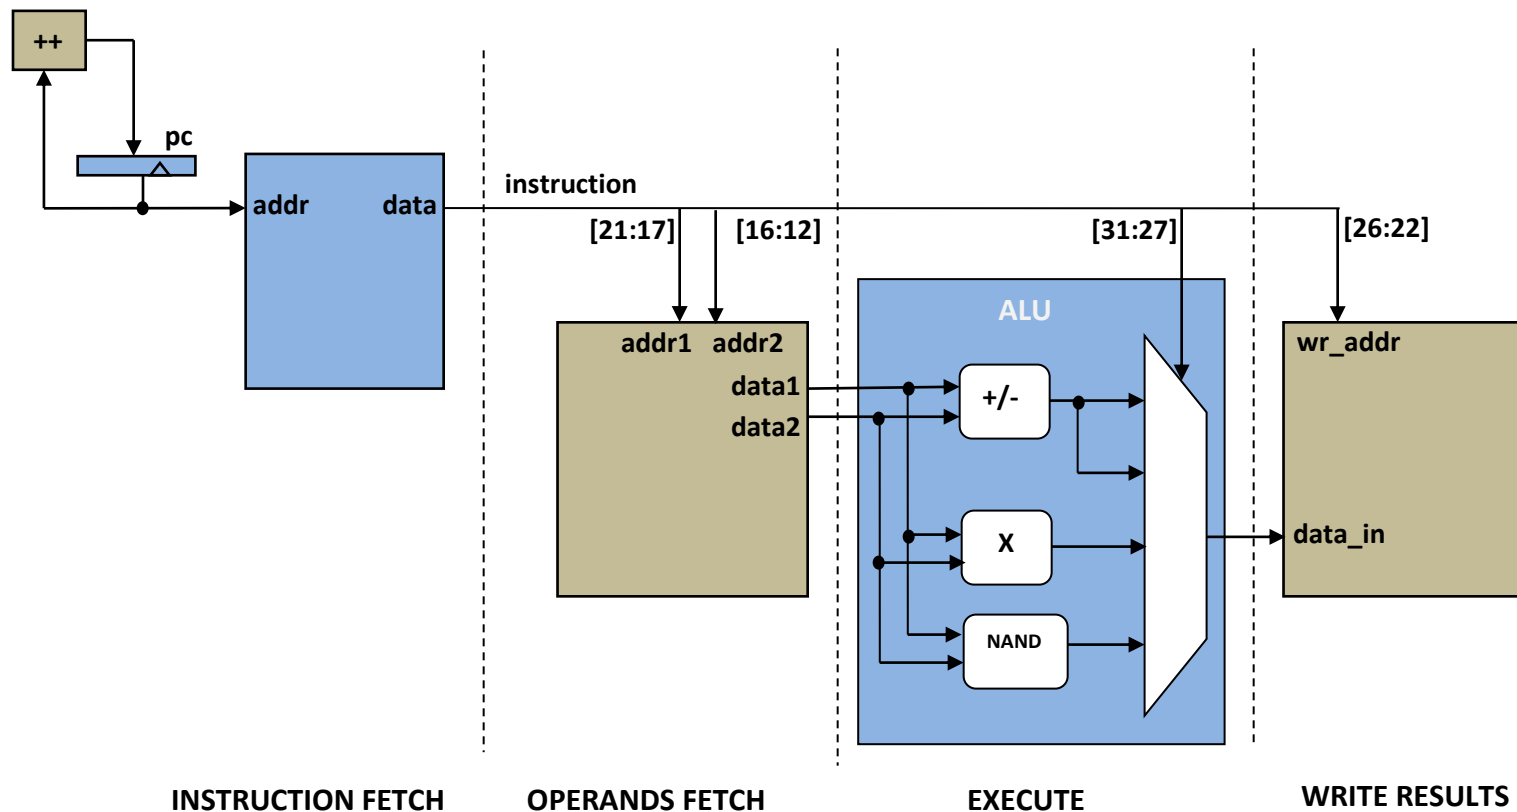 ++
pc
instruction
addr
data
[21:17]
[16:12]
[31:27]
[26:22]
ALU
addr1
addr2
wr_addr
data1
+/-
data2
X
data_in
NAND
INSTRUCTION FETCH
OPERANDS FETCH
EXECUTE
WRITE RESULTS